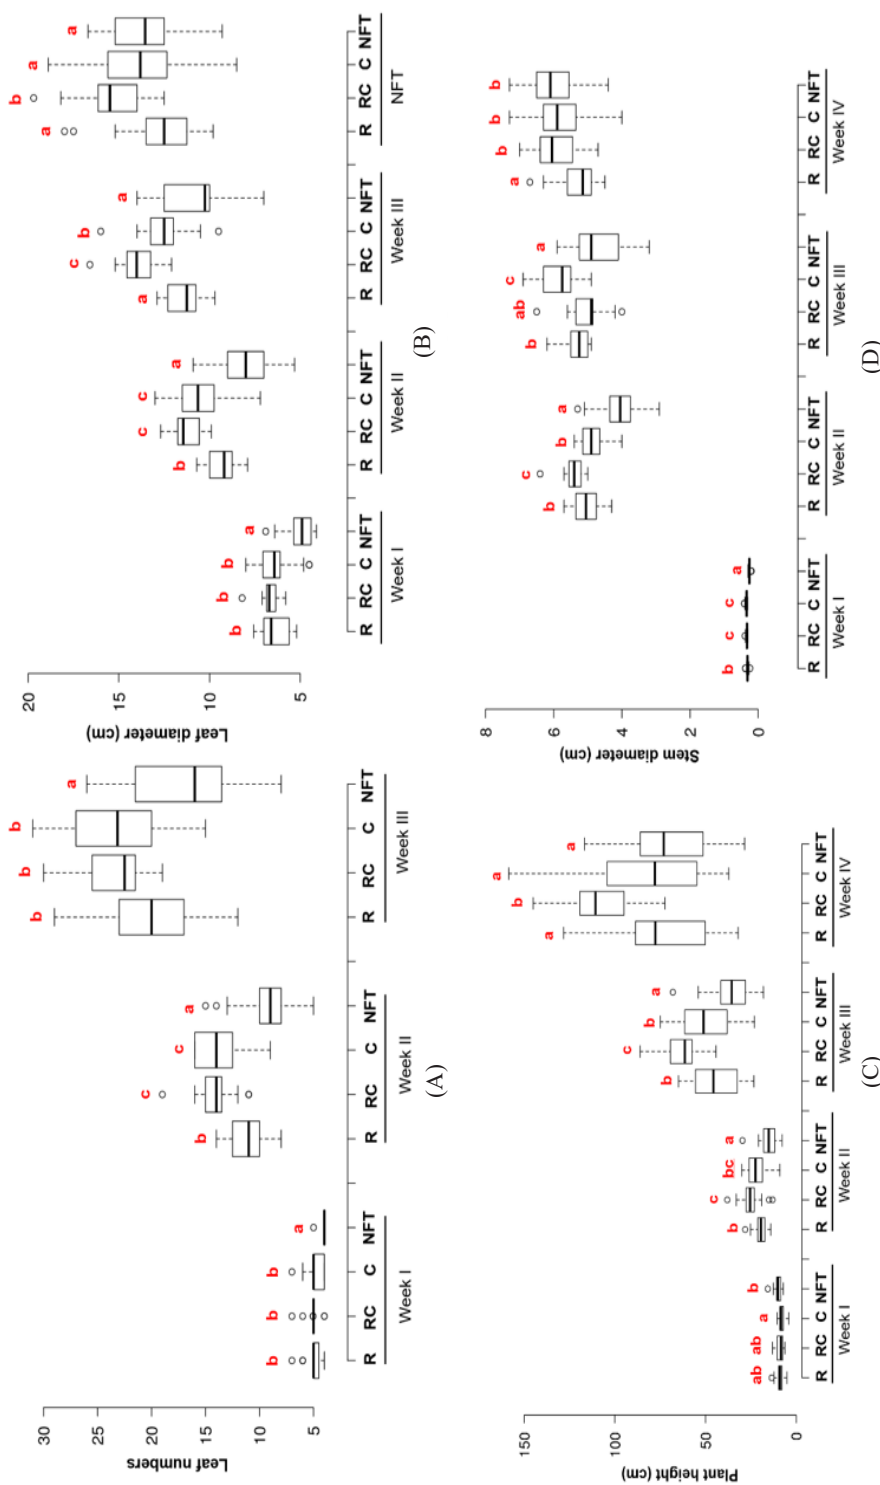 Leaf numbers
30
25
20
15
10
5
b b b a
b c c a
b b b a
R RC C NFT R RC C NFT R RC C NFT
Week I Week II Week III
(A)
Leaf diameter (cm)
20
15
10
5
b b b a
b c c a
a c b a
a b a a
R RC C NFT R RC C NFT R RC C NFT R RC C NFT
Week I Week II Week III NFT
(B)
Plant height (cm)
150
100
50
0
ab ab a b
b c bc a
b c b a
a b a a
R RC C NFT R RC C NFT R RC C NFT R RC C NFT
Week I Week II Week III Week IV
(C)
Stem diameter (cm)
8
6
4
2
0
b c c a
b c b a
b ab c a
a b b b
R RC C NFT R RC C NFT R RC C NFT R RC C NFT
Week I Week II Week III Week IV
(D)